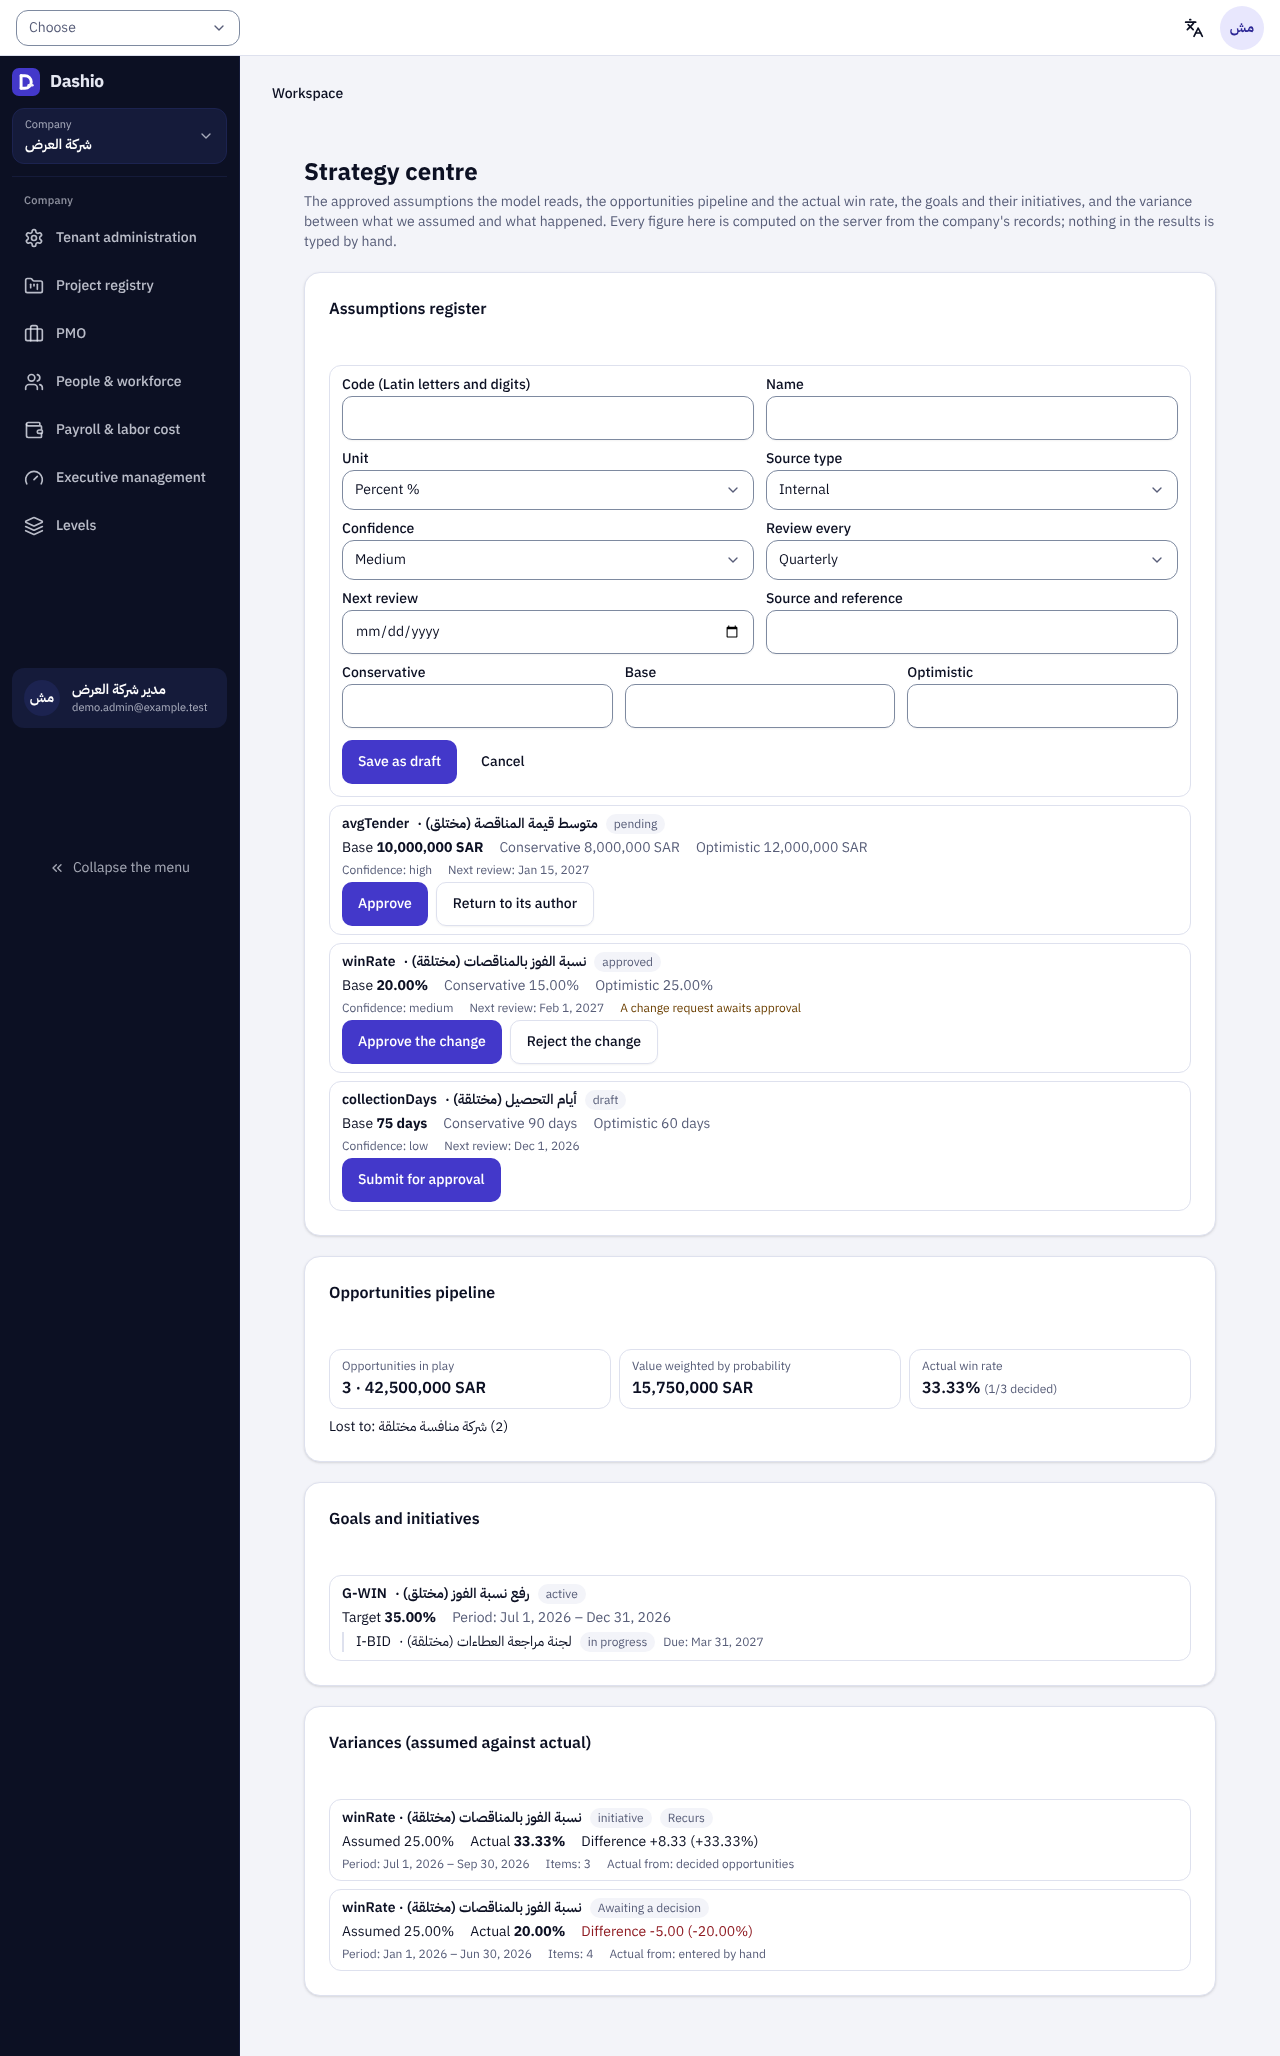 Choose
مش
Dashio
Company
شركة العرض
Company
Tenant administration
Project registry
PMO
People & workforce
Payroll & labor cost
Executive management
Levels
مش
مدير شركة العرض
demo.admin@example.test
Collapse the menu
Workspace
Strategy centre
The approved assumptions the model reads, the opportunities pipeline and the actual win rate, the goals and their initiatives, and the variance
between what we assumed and what happened. Every figure here is computed on the server from the company's records; nothing in the results is
typed by hand.
Assumptions register
Code (Latin letters and digits)
Name
Unit
Source type
Percent %
Internal
Confidence
Review every
Medium
Quarterly
Next review
Source and reference
mm/dd/yyyy
Conservative
Base
Optimistic
Save as draft
Cancel
avgTender · متوسط قيمة المناقصة (مختلق) pending
Base 10,000,000 SAR Conservative 8,000,000 SAR Optimistic 12,000,000 SAR
Confidence: high Next review: Jan 15, 2027
Approve
Return to its author
winRate · نسبة الفوز بالمناقصات (مختلقة) approved
Base 20.00% Conservative 15.00% Optimistic 25.00%
Confidence: medium Next review: Feb 1, 2027 A change request awaits approval
Approve the change
Reject the change
collectionDays · أيام التحصيل (مختلقة) draft
Base 75 days Conservative 90 days Optimistic 60 days
Confidence: low Next review: Dec 1, 2026
Submit for approval
Opportunities pipeline
Opportunities in play
3 · 42,500,000 SAR
Value weighted by probability
15,750,000 SAR
Actual win rate
33.33% (1/3 decided)
Lost to: شركة منافسة مختلقة (2)
Goals and initiatives
G-WIN · رفع نسبة الفوز (مختلق) active
Target 35.00% Period: Jul 1, 2026 – Dec 31, 2026
I-BID · لجنة مراجعة العطاءات (مختلقة) in progress Due: Mar 31, 2027
Variances (assumed against actual)
winRate · نسبة الفوز بالمناقصات (مختلقة) initiative Recurs
Assumed 25.00% Actual 33.33% Difference +8.33 (+33.33%)
Period: Jul 1, 2026 – Sep 30, 2026 Items: 3 Actual from: decided opportunities
winRate · نسبة الفوز بالمناقصات (مختلقة) Awaiting a decision
Assumed 25.00% Actual 20.00% Difference -5.00 (-20.00%)
Period: Jan 1, 2026 – Jun 30, 2026 Items: 4 Actual from: entered by hand